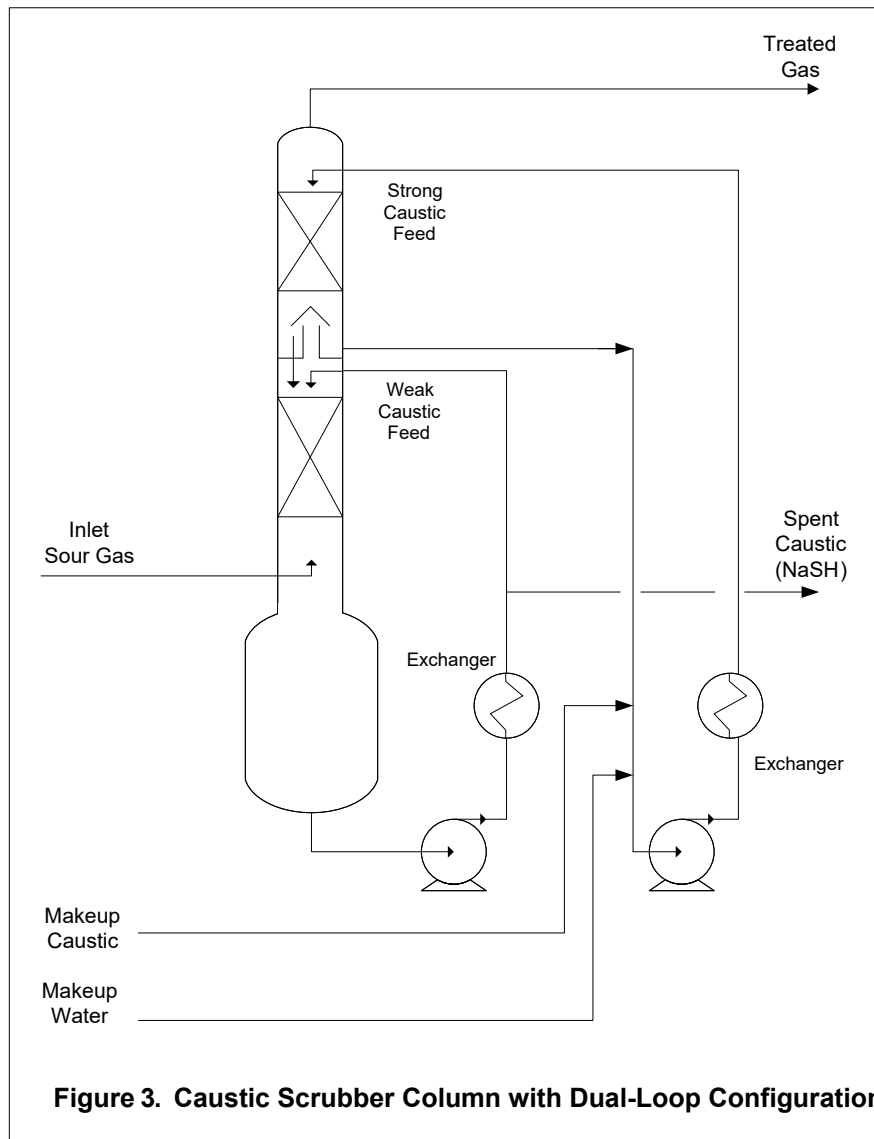 Treated
Gas
Strong
Caustic
Feed
Weak
Caustic
Feed
Inlet
Sour Gas
Spent
Caustic
(NaSH)
Exchanger
Exchanger
Makeup
Caustic
Makeup
Water
Figure 3. Caustic Scrubber Column with Dual-Loop Configuration